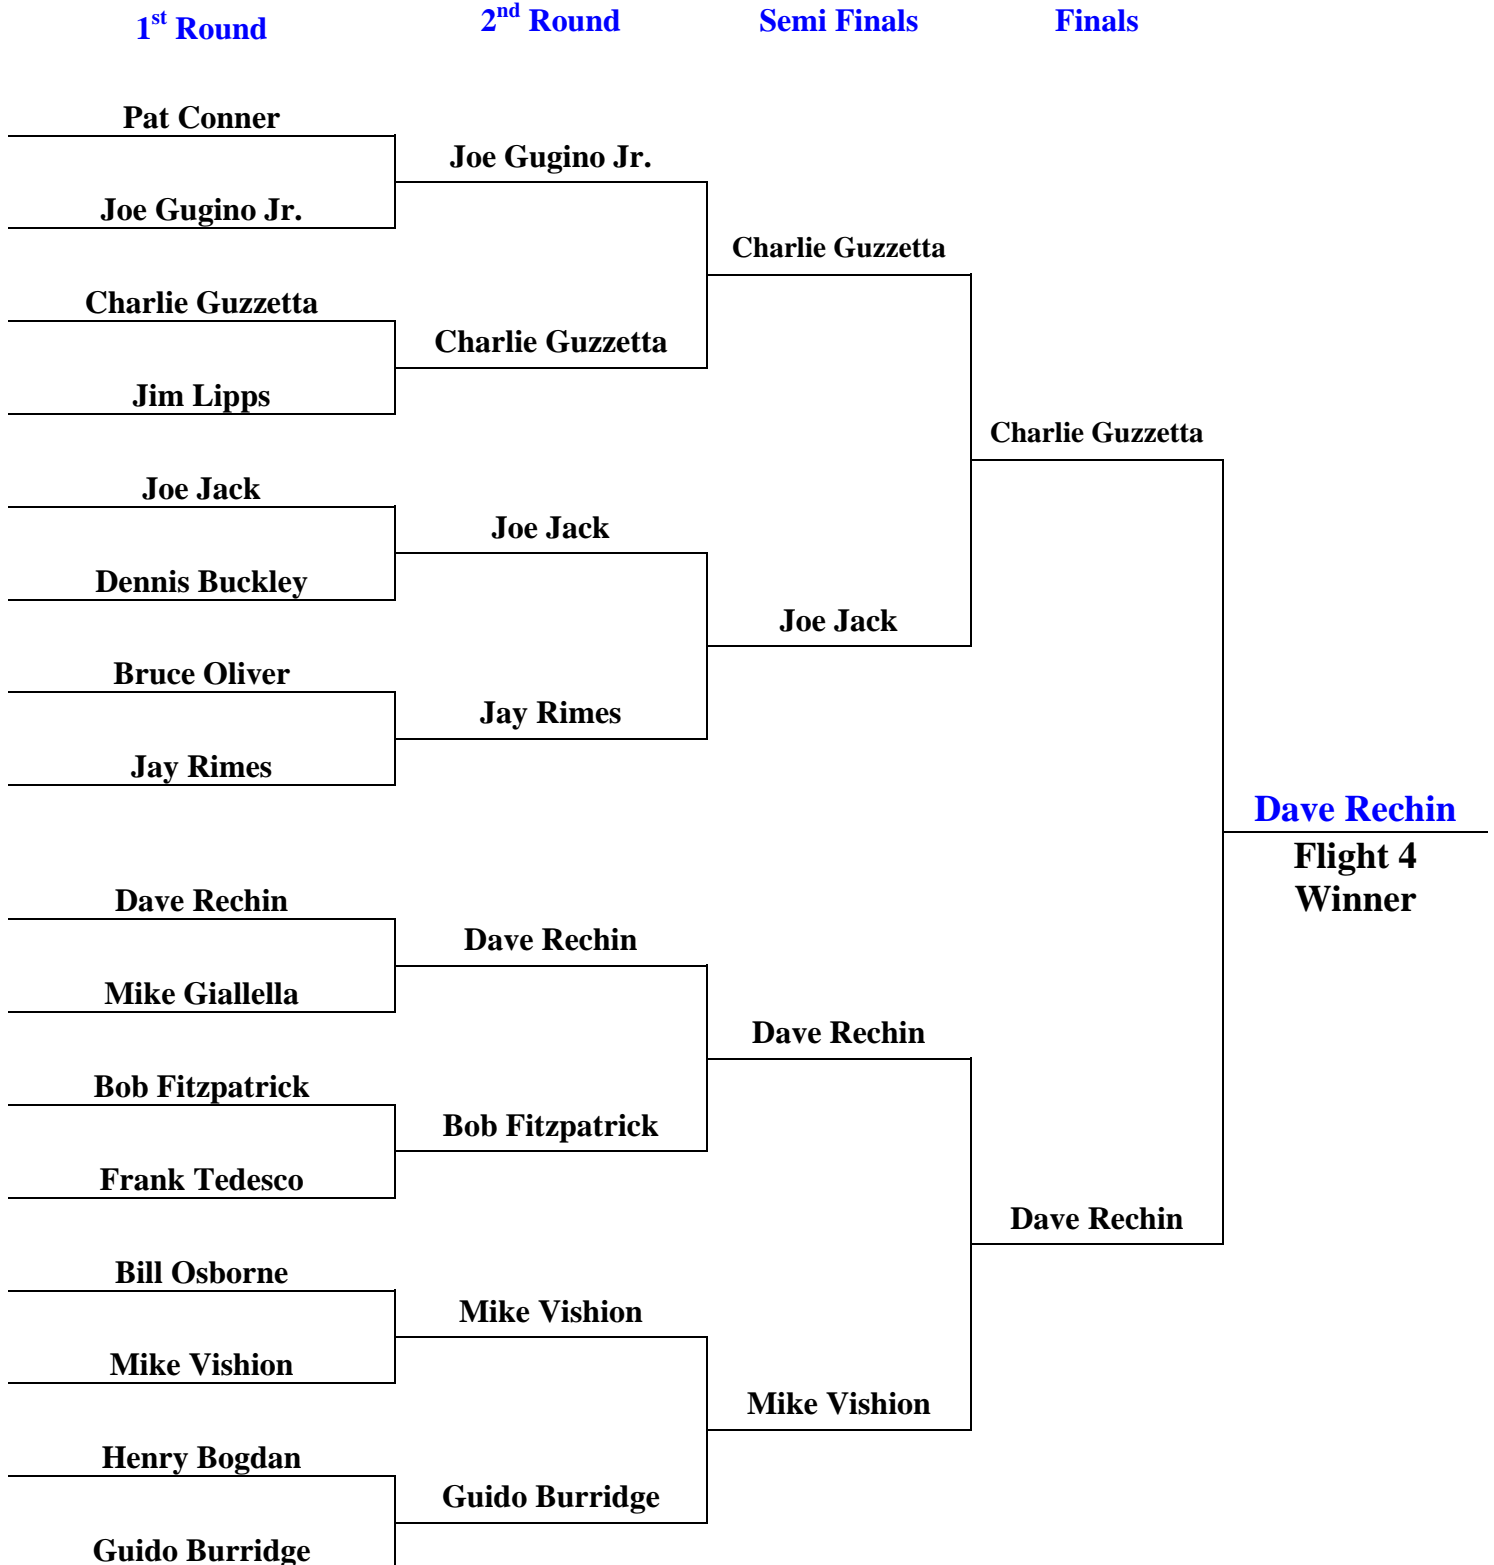 1st Round
2nd Round
Semi Finals
Finals
Pat Conner
Joe Gugino Jr.
Charlie Guzzetta
Jim Lipps
Joe Jack
Dennis Buckley
Bruce Oliver
Jay Rimes
Dave Rechin
Mike Giallella
Bob Fitzpatrick
Frank Tedesco
Bill Osborne
Mike Vishion
Henry Bogdan
Guido Burridge
Joe Gugino Jr.
Charlie Guzzetta
Joe Jack
Jay Rimes
Dave Rechin
Bob Fitzpatrick
Mike Vishion
Guido Burridge
Charlie Guzzetta
Joe Jack
Dave Rechin
Mike Vishion
Charlie Guzzetta
Dave Rechin
Dave Rechin
Flight 4
Winner